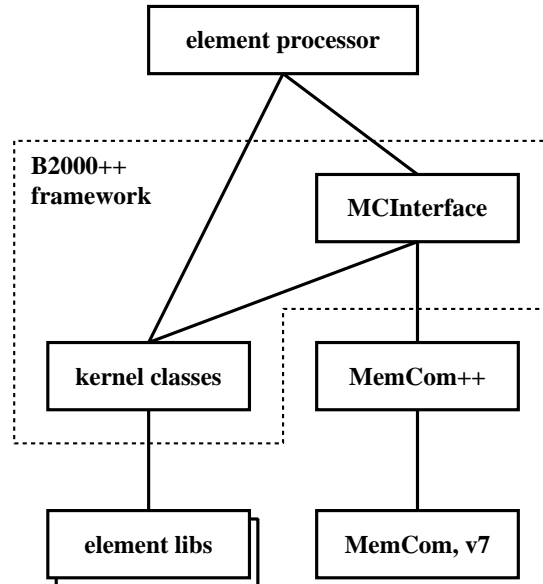 element processor
B2000++
framework
MCInterface
kernel classes
MemCom++
element libs
MemCom, v7